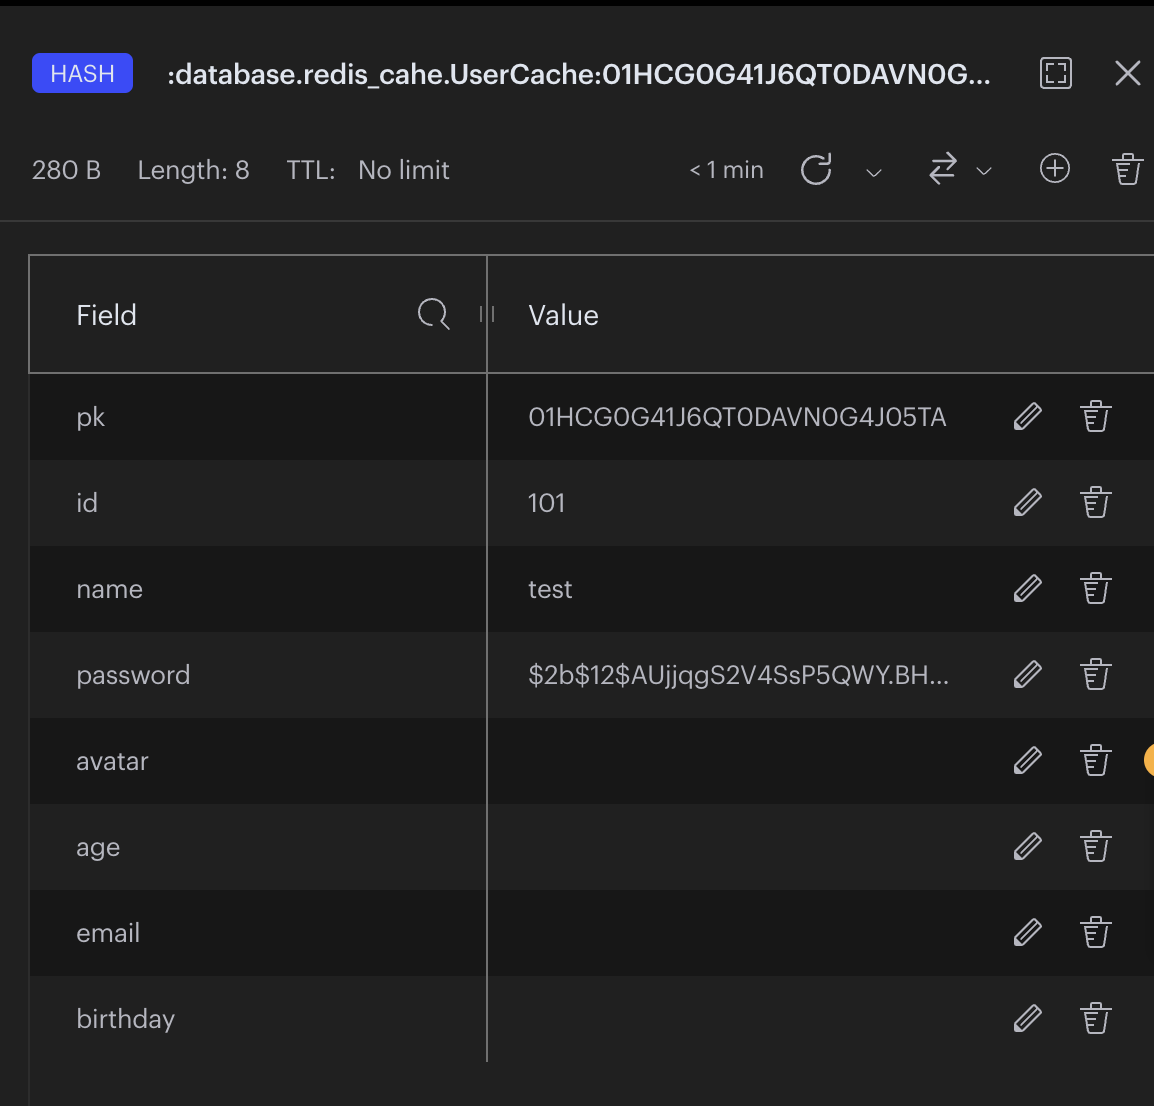 HASH :database.redis_cahe.UserCache:01HCG0G41J6QT0DAVN0G...
280 B Length: 8 TTL: No limit < 1 min
Field Value
pk 01HCG0G41J6QT0DAVN0G4J05TA
id 101
name test
password $2b$12$AUjjqgS2V4SsP5QWY.BH...
avatar
age
email
birthday